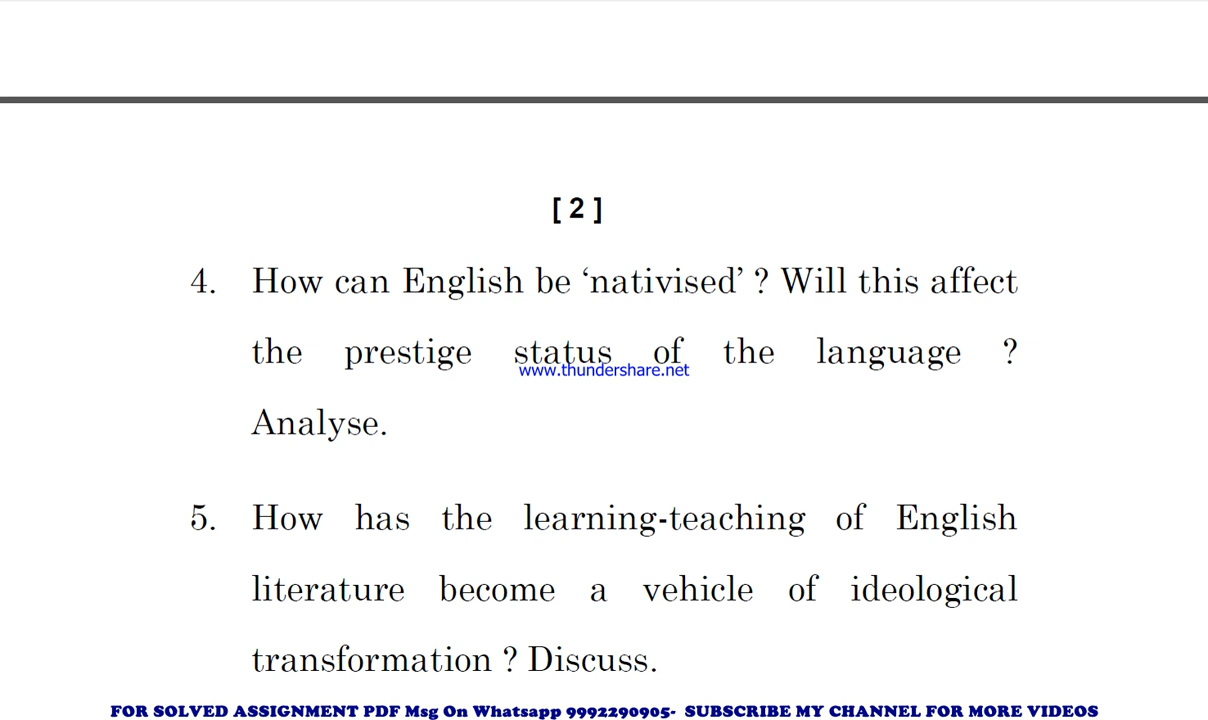 [ 2 ]
4. How can English be ‘nativised’ ? Will this affect
the prestige status of the language ?
www.thundershare.net
Analyse.
5. How has the learning-teaching of English
literature become a vehicle of ideological
transformation ? Discuss.
FOR SOLVED ASSIGNMENT PDF Msg On Whatsapp 9992290905- SUBSCRIBE MY CHANNEL FOR MORE VIDEOS